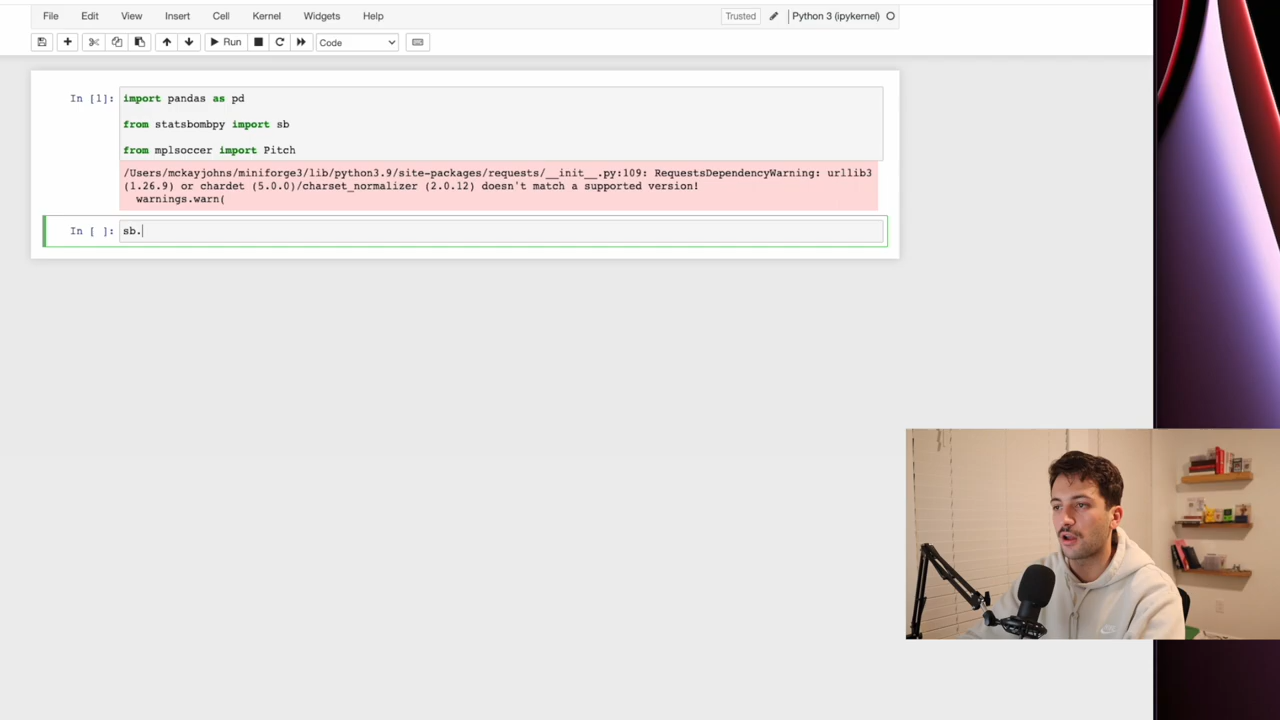 File Edit View Insert Cell Kernel Widgets Help Trusted Python 3 (ipykernel)
Run Code
In [1]: import pandas as pd
from statsbombpy import sb
from mplsoccer import Pitch
/Users/mckayjohns/miniforge3/lib/python3.9/site-packages/requests/__init__.py:109: RequestsDependencyWarning: urllib3
(1.26.9) or chardet (5.0.0)/charset_normalizer (2.0.12) doesn't match a supported version!
warnings.warn(
In [ ]: sb.